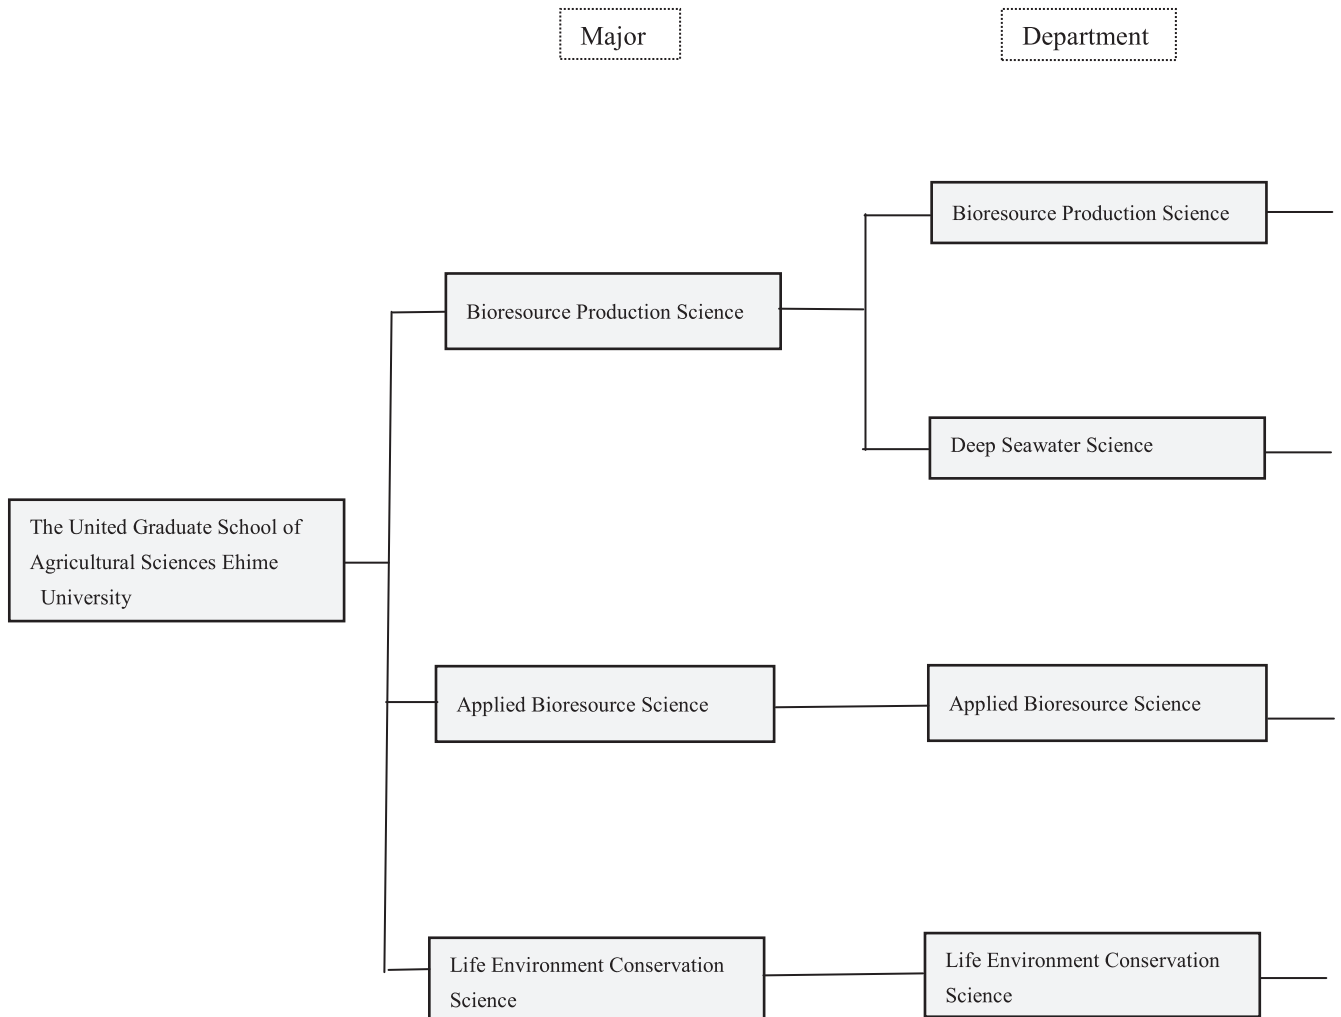 Major
Department
Bioresource Production Science
Bioresource Production Science
Deep Seawater Science
The United Graduate School of
Agricultural Sciences Ehime
University
Applied Bioresource Science
Applied Bioresource Science
Life Environment Conservation
Science
Life Environment Conservation
Science